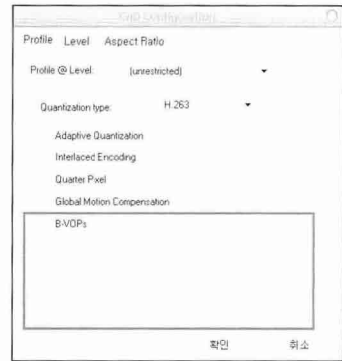 Profile Level Aspect Ratio
Profile @ Level: (unrestricted)
Quantization type: H.263
Adaptive Quantization
Interlaced Encoding
Quarter Pixel
Global Motion Compensation
B-VOPs
확인 취소